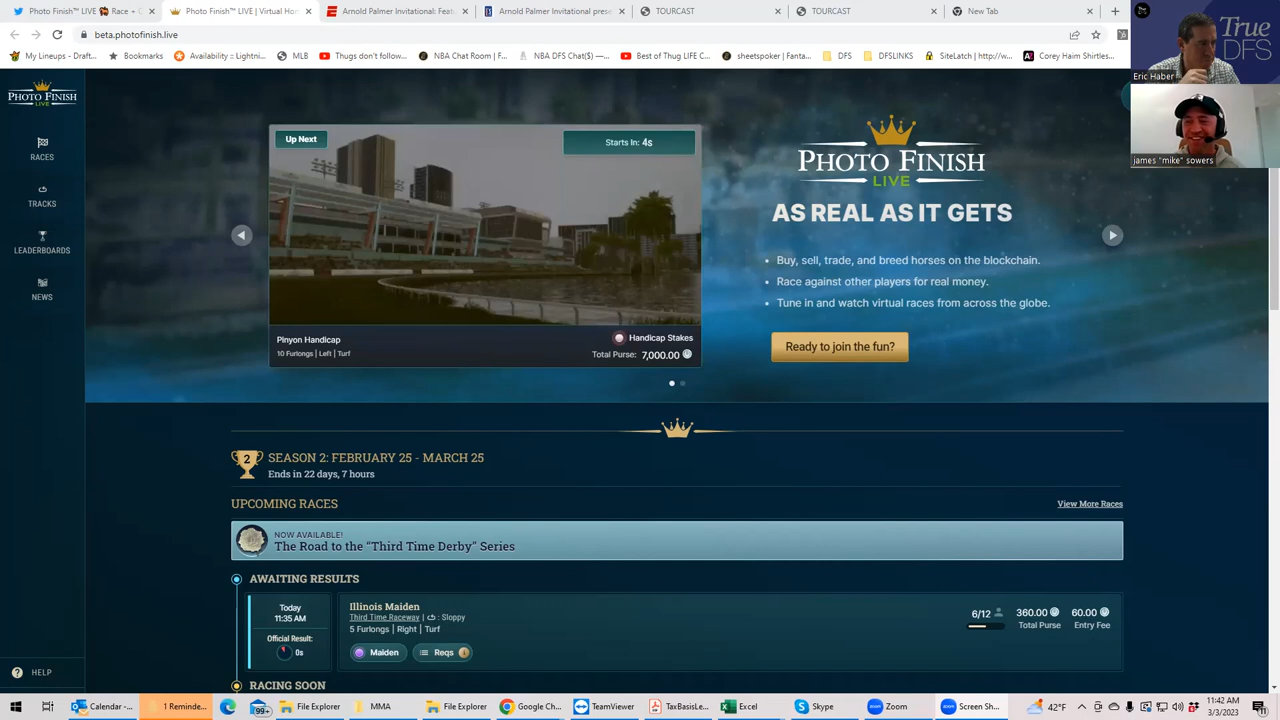 Photo Finish™ LIVE 🐎 Race +
Photo Finish™ LIVE | Virtual Hor
Arnold Palmer Invitational: Feat
Arnold Palmer Invitational prese
TOURCAST
TOURCAST
New Tab
beta.photofinish.live
My Lineups - Draft...
Bookmarks
Availability :: Lightni...
MLB
Thugs don't follow...
NBA Chat Room | F...
NBA DFS Chat($) —...
Best of Thug LIFE C...
sheetspoker | Fanta...
DFS
DFSLINKS
SiteLatch | http://w...
Corey Haim Shirtles...
True
DFS
Eric Haber
james "mike" sowers
PHOTO FINISH
LIVE
RACES
TRACKS
LEADERBOARDS
NEWS
HELP
Up Next
Starts In: 4s
Pinyon Handicap
10 Furlongs | Left | Turf
Handicap Stakes
Total Purse: 7,000.00
PHOTO FINISH
LIVE
AS REAL AS IT GETS
• Buy, sell, trade, and breed horses on the blockchain.
• Race against other players for real money.
• Tune in and watch virtual races from across the globe.
Ready to join the fun?
2
SEASON 2: FEBRUARY 25 - MARCH 25
Ends in 22 days, 7 hours
UPCOMING RACES
View More Races
NOW AVAILABLE!
The Road to the "Third Time Derby" Series
AWAITING RESULTS
Today
11:35 AM
Official Result:
0s
Illinois Maiden
Third Time Raceway | : Sloppy
5 Furlongs | Right | Turf
Maiden
Reqs
6/12
360.00
Total Purse
60.00
Entry Fee
RACING SOON
Calendar -...
1 Reminde...
99+
File Explorer
MMA
File Explorer
Google Ch...
TeamViewer
TaxBasisLe...
Excel
Skype
Zoom
Screen Sh...
42°F
11:42 AM
3/3/2023